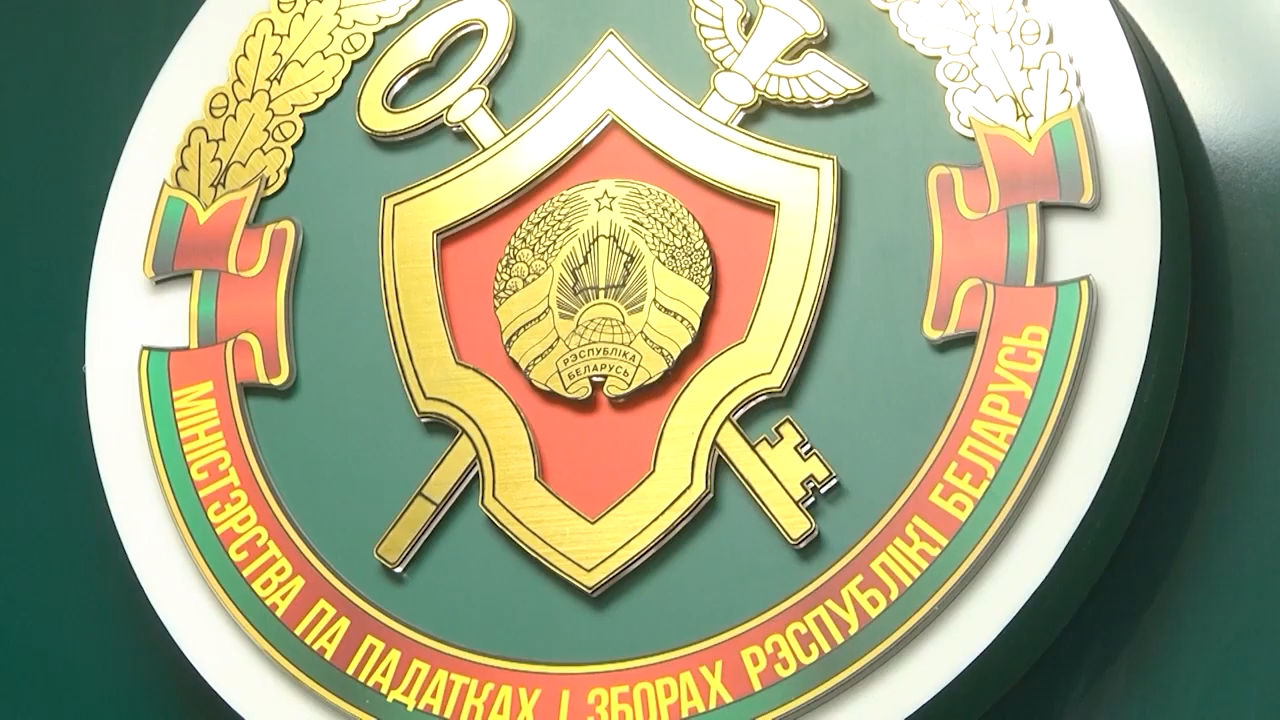 РЭСПУБЛІКА
БЕЛАРУСЬ
МІНІСТЭРСТВА ПА ПАДАТКАХ І ЗБОРАХ РЭСПУБЛІКІ БЕЛАРУСЬ